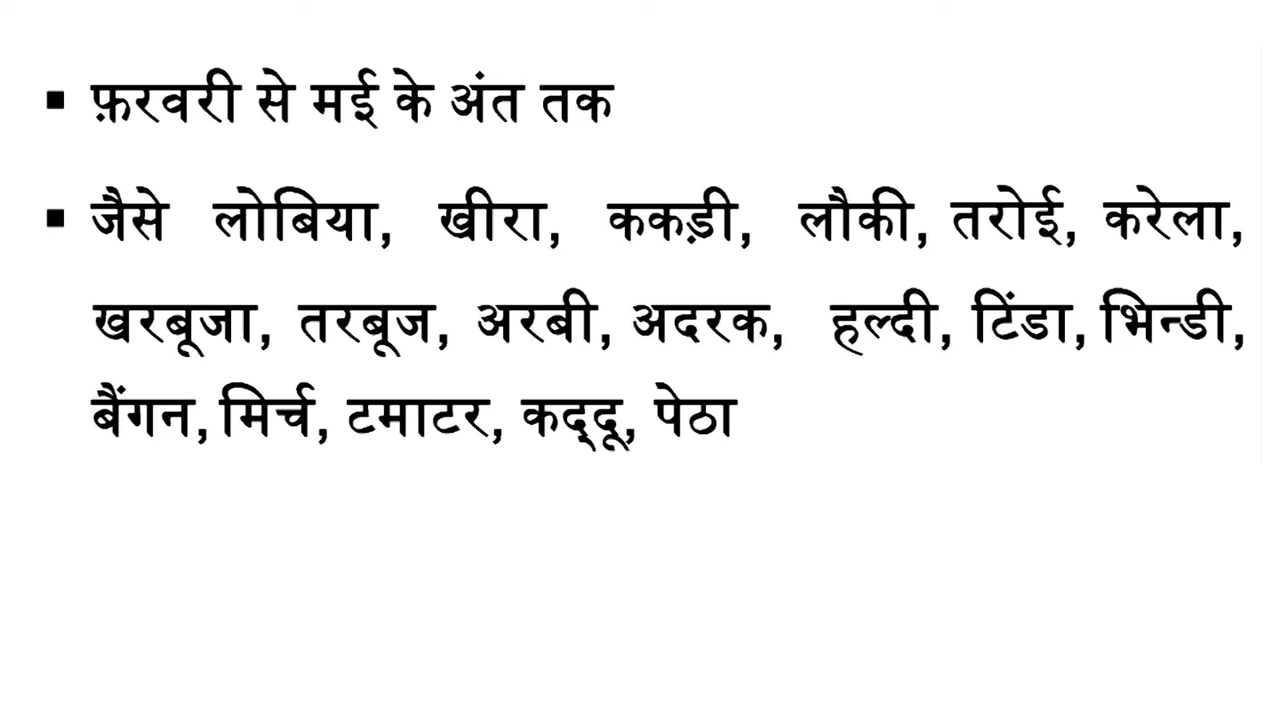 ▪ फ़रवरी से मई के अंत तक
▪ जैसे लोबिया, खीरा, ककड़ी, लौकी, तरोई, करेला,
खरबूजा, तरबूज, अरबी, अदरक, हल्दी, टिंडा, भिन्डी,
बैंगन, मिर्च, टमाटर, कद्दू, पेठा